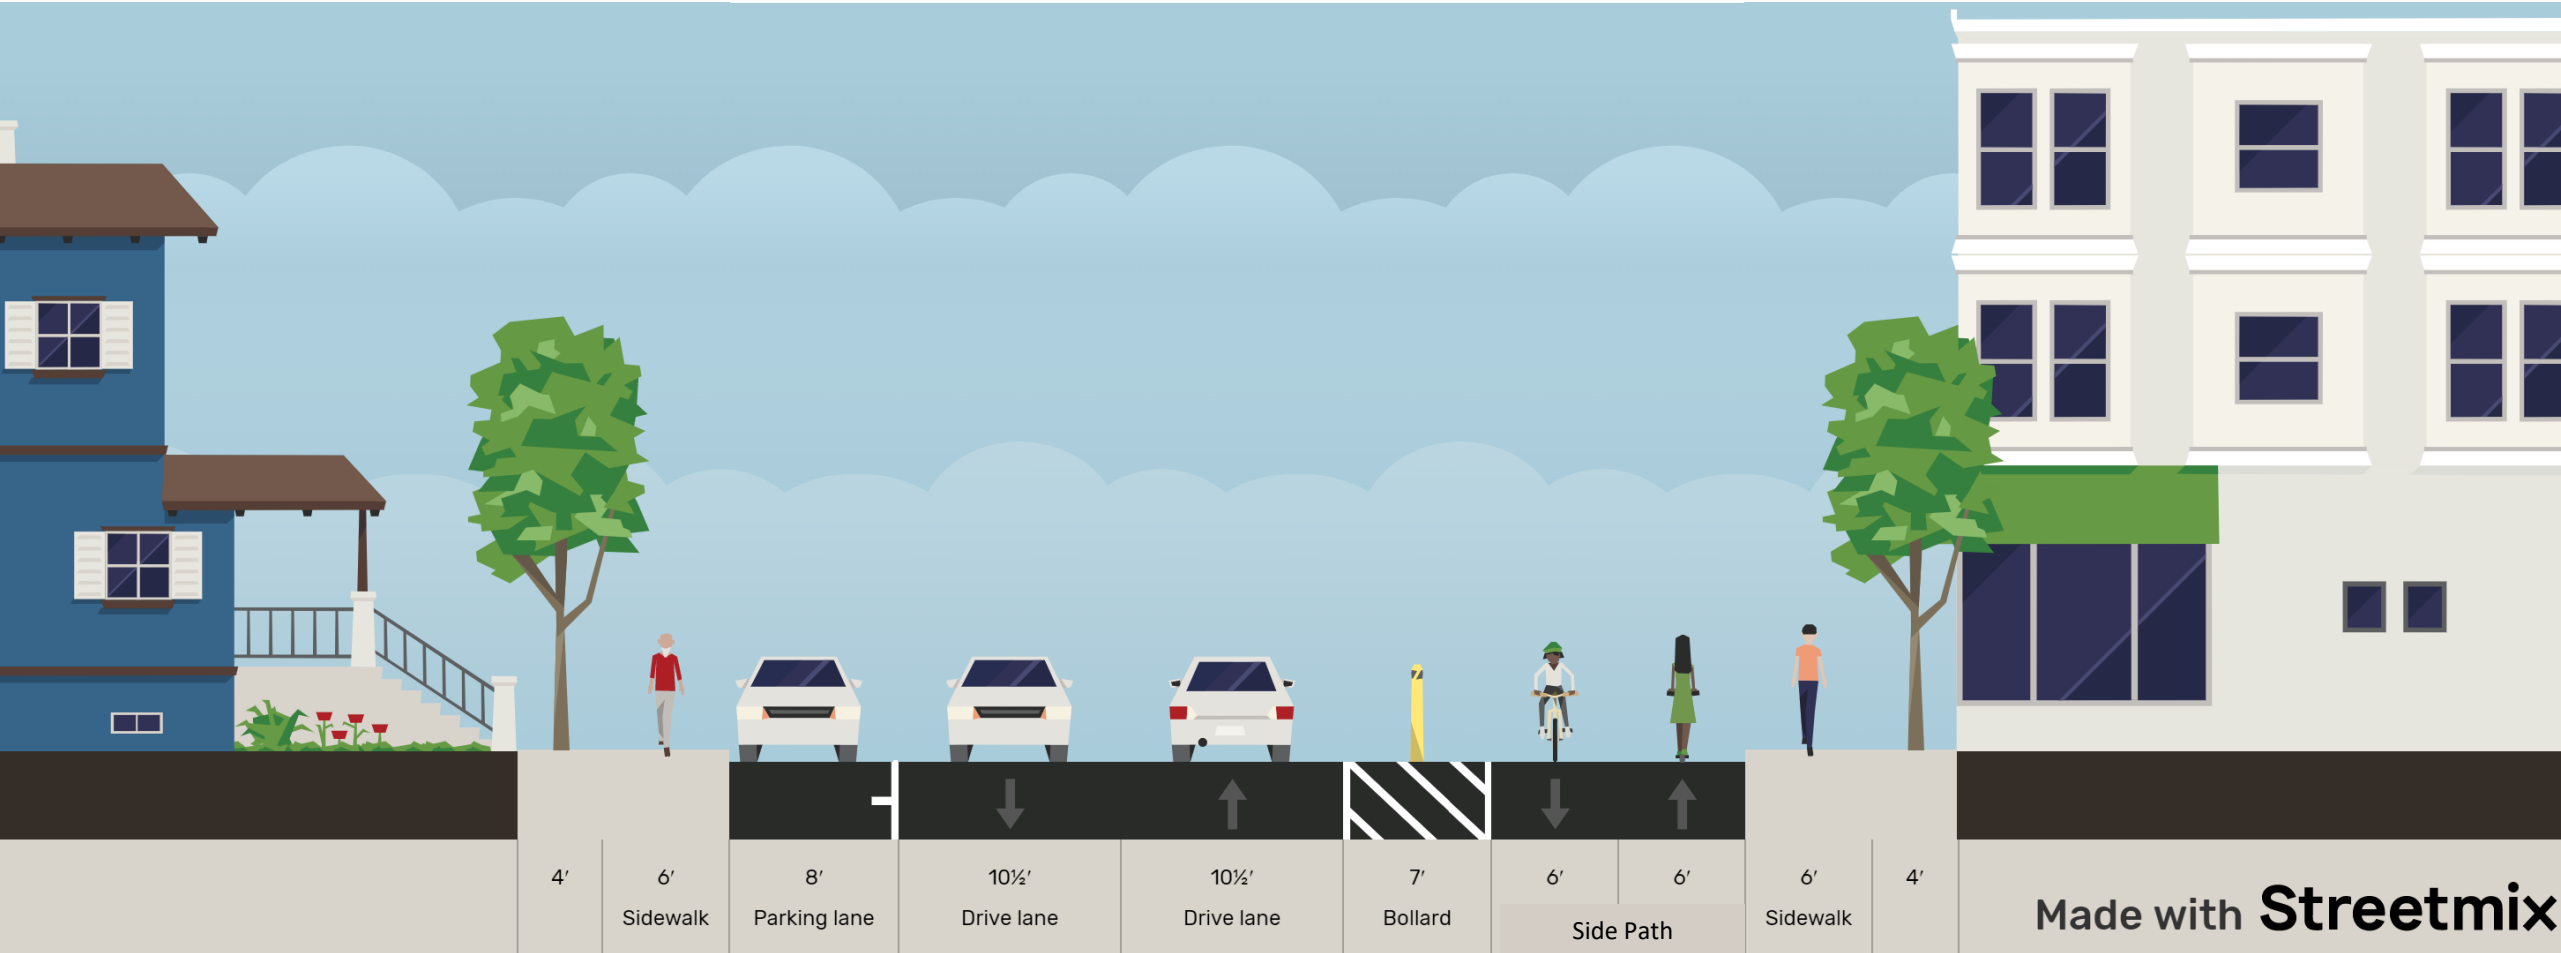 4′ 6′ 8′ 10½′ 10½′ 7′ 6′ 6′ 6′ 4′
Sidewalk Parking lane Drive lane Drive lane Bollard Side Path Sidewalk
Made with Streetmix